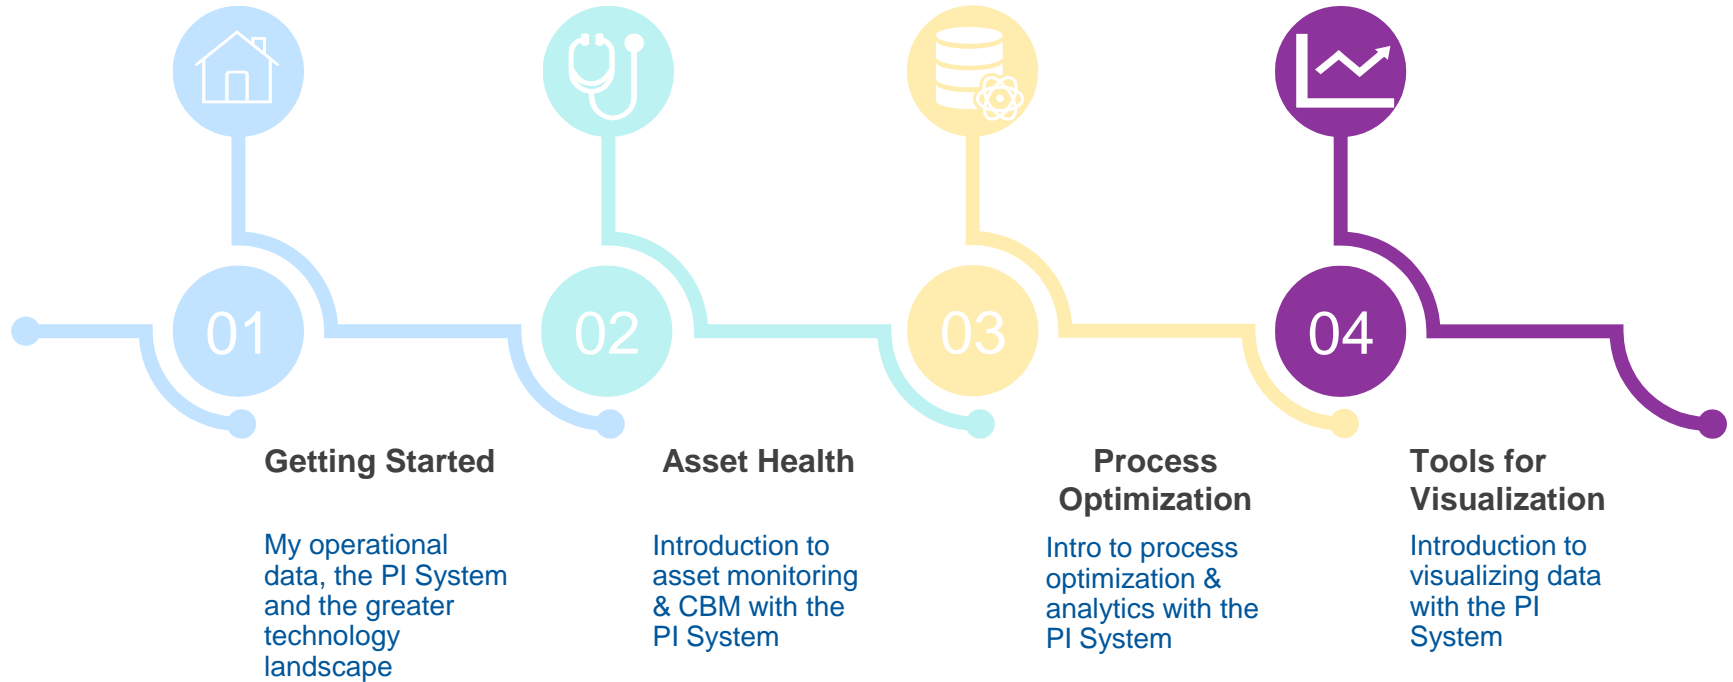 01
02
03
04
Getting Started
My operational
data, the PI System
and the greater
technology
landscape
Asset Health
Introduction to
asset monitoring
& CBM with the
PI System
Process
Optimization
Intro to process
optimization &
analytics with the
PI System
Tools for
Visualization
Introduction to
visualizing data
with the PI
System